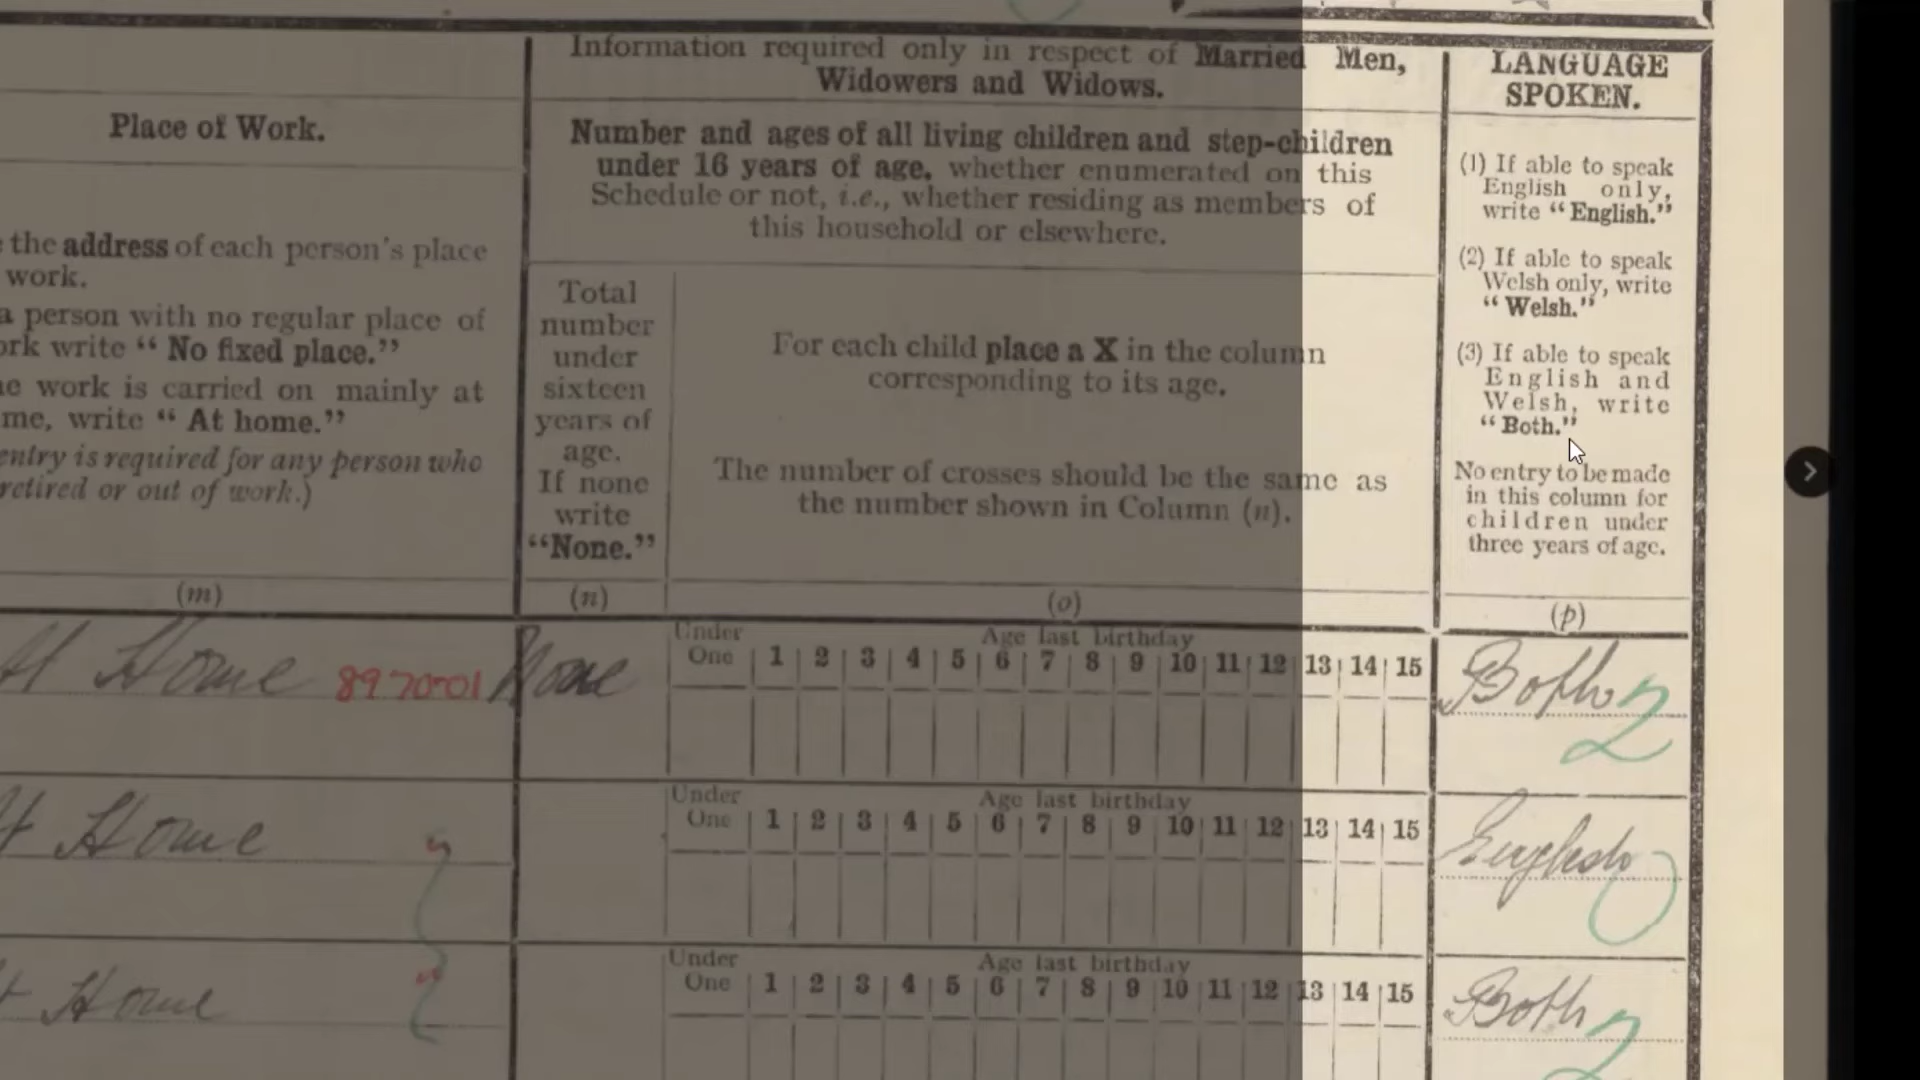 Information required only in respect of Married Men,
Widowers and Widows.
LANGUAGE
SPOKEN.
Place of Work.
Number and ages of all living children and step-children
under 16 years of age, whether enumerated on this
Schedule or not, i.e., whether residing as members of
this household or elsewhere.
(1) If able to speak
English only,
write “English.”
(2) If able to speak
Welsh only, write
“Welsh.”
(3) If able to speak
English and
Welsh, write
“Both.”
No entry to be made
in this column for
children under
three years of age.
the address of each person's place
work.
a person with no regular place of
write “No fixed place.”
work is carried on mainly at
write “At home.”
entry is required for any person who
retired or out of work.)
Total
number
under
sixteen
years of
age.
If none
write
“None.”
For each child place a X in the column
corresponding to its age.
The number of crosses should be the same as
the number shown in Column (n).
(m)
(n)
(o)
(p)
Home 8970701 None
Under
One
Age last birthday
1 2 3 4 5 6 7 8 9 10 11 12 13 14 15
Both 2
Home
Under
One
Age last birthday
1 2 3 4 5 6 7 8 9 10 11 12 13 14 15
English
Home
Under
One
Age last birthday
1 2 3 4 5 6 7 8 9 10 11 12 13 14 15
Both 2